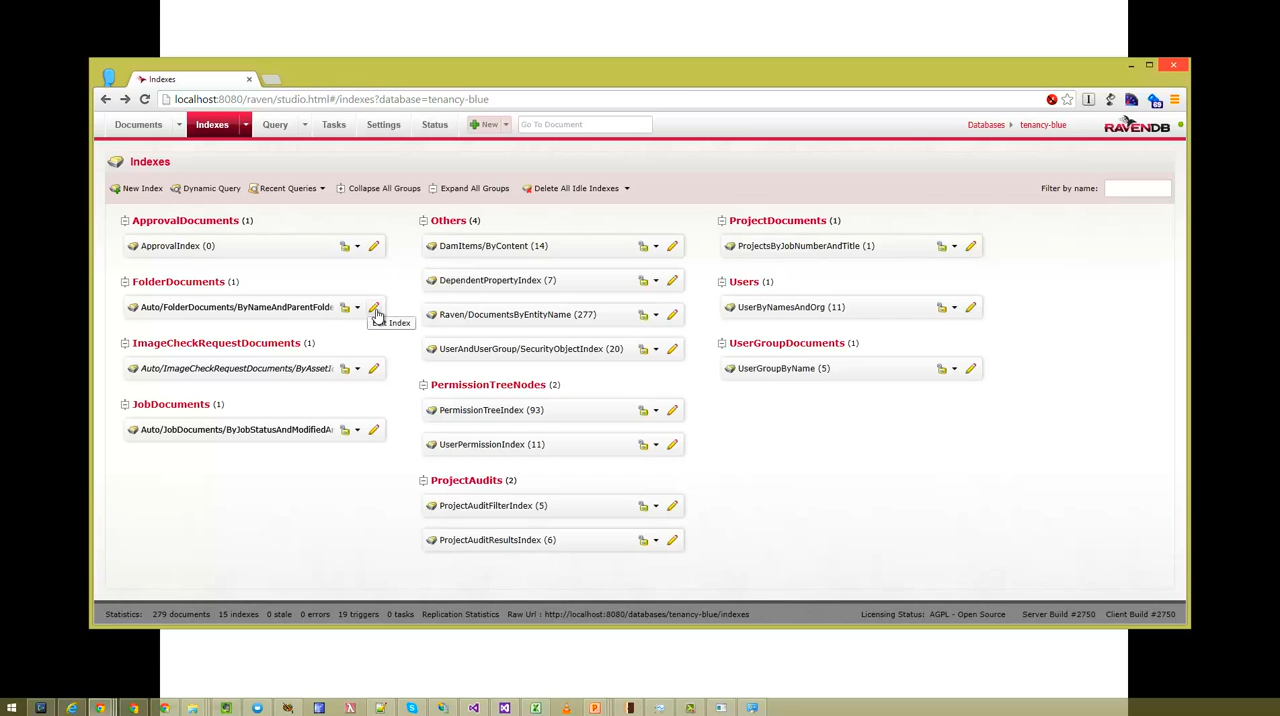 Indexes
localhost:8080/raven/studio.html#/indexes?database=tenancy-blue
69
Documents Indexes Query Tasks Settings Status New Go To Document Databases tenancy-blue RAVENDB
Indexes
New Index Dynamic Query Recent Queries Collapse All Groups Expand All Groups Delete All Idle Indexes Filter by name:
ApprovalDocuments (1)
ApprovalIndex (0)
FolderDocuments (1)
Auto/FolderDocuments/ByNameAndParentFolde
Edit Index
ImageCheckRequestDocuments (1)
Auto/ImageCheckRequestDocuments/ByAssetI
JobDocuments (1)
Auto/JobDocuments/ByJobStatusAndModifiedA
Others (4)
DamItems/ByContent (14)
DependentPropertyIndex (7)
Raven/DocumentsByEntityName (277)
UserAndUserGroup/SecurityObjectIndex (20)
PermissionTreeNodes (2)
PermissionTreeIndex (93)
UserPermissionIndex (11)
ProjectAudits (2)
ProjectAuditFilterIndex (5)
ProjectAuditResultsIndex (6)
ProjectDocuments (1)
ProjectsByJobNumberAndTitle (1)
Users (1)
UserByNamesAndOrg (11)
UserGroupDocuments (1)
UserGroupByName (5)
Statistics: 279 documents 15 indexes 0 stale 0 errors 19 triggers 0 tasks Replication Statistics Raw Url : http://localhost:8080/databases/tenancy-blue/indexes Licensing Status: AGPL - Open Source Server Build #2750 Client Build #2750